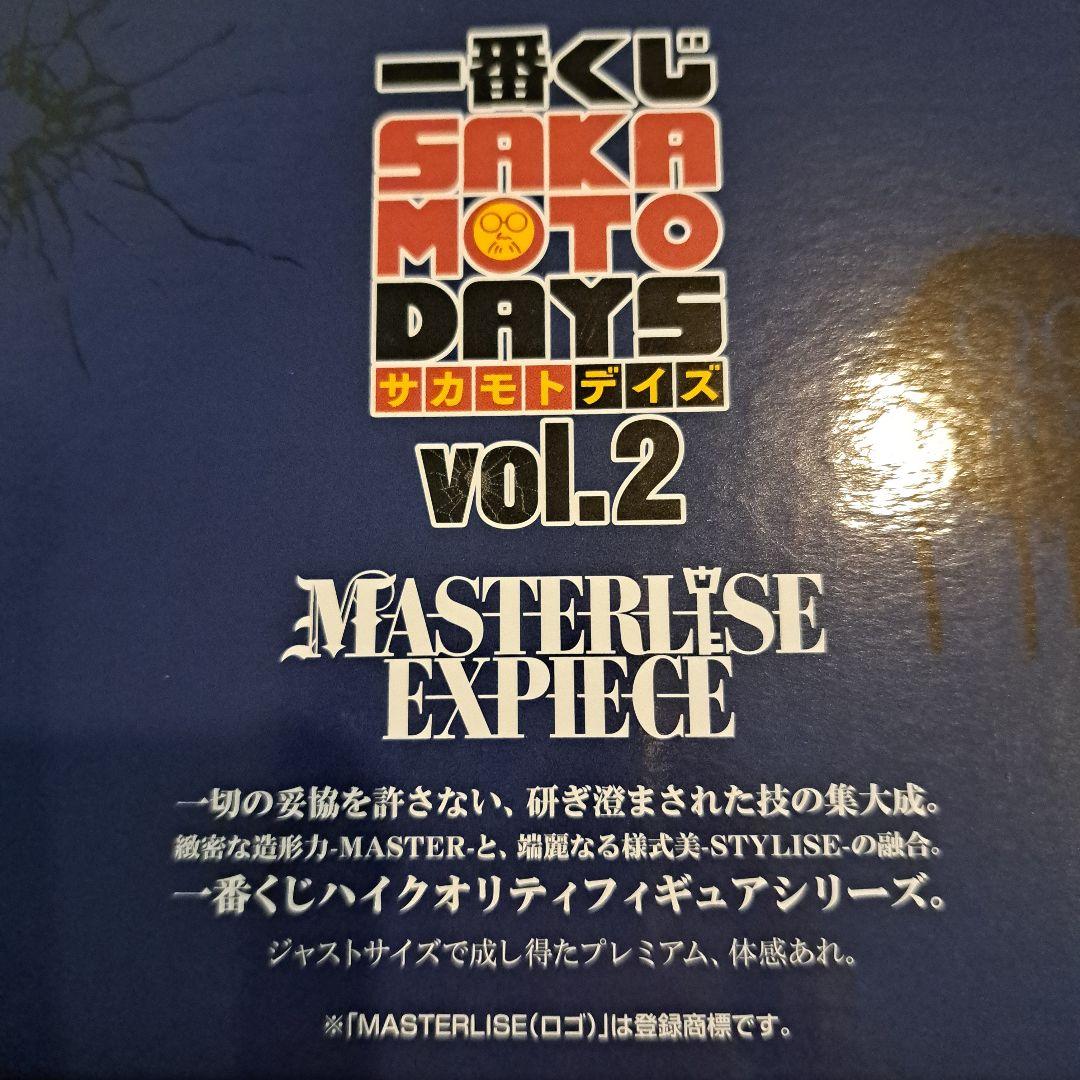 一番くじ
SAKA
MOTO
DAYS
サカモトデイズ
vol.2
MASTERLISE
EXPIECE
一切の妥協を許さない、研ぎ澄まされた技の集大成。
緻密な造形力-MASTER-と、端麗なる様式美-STYLISE-の融合。
一番くじハイクオリティフィギュアシリーズ。
ジャストサイズで成し得たプレミアム、体感あれ。
※「MASTERLISE(ロゴ)」は登録商標です。